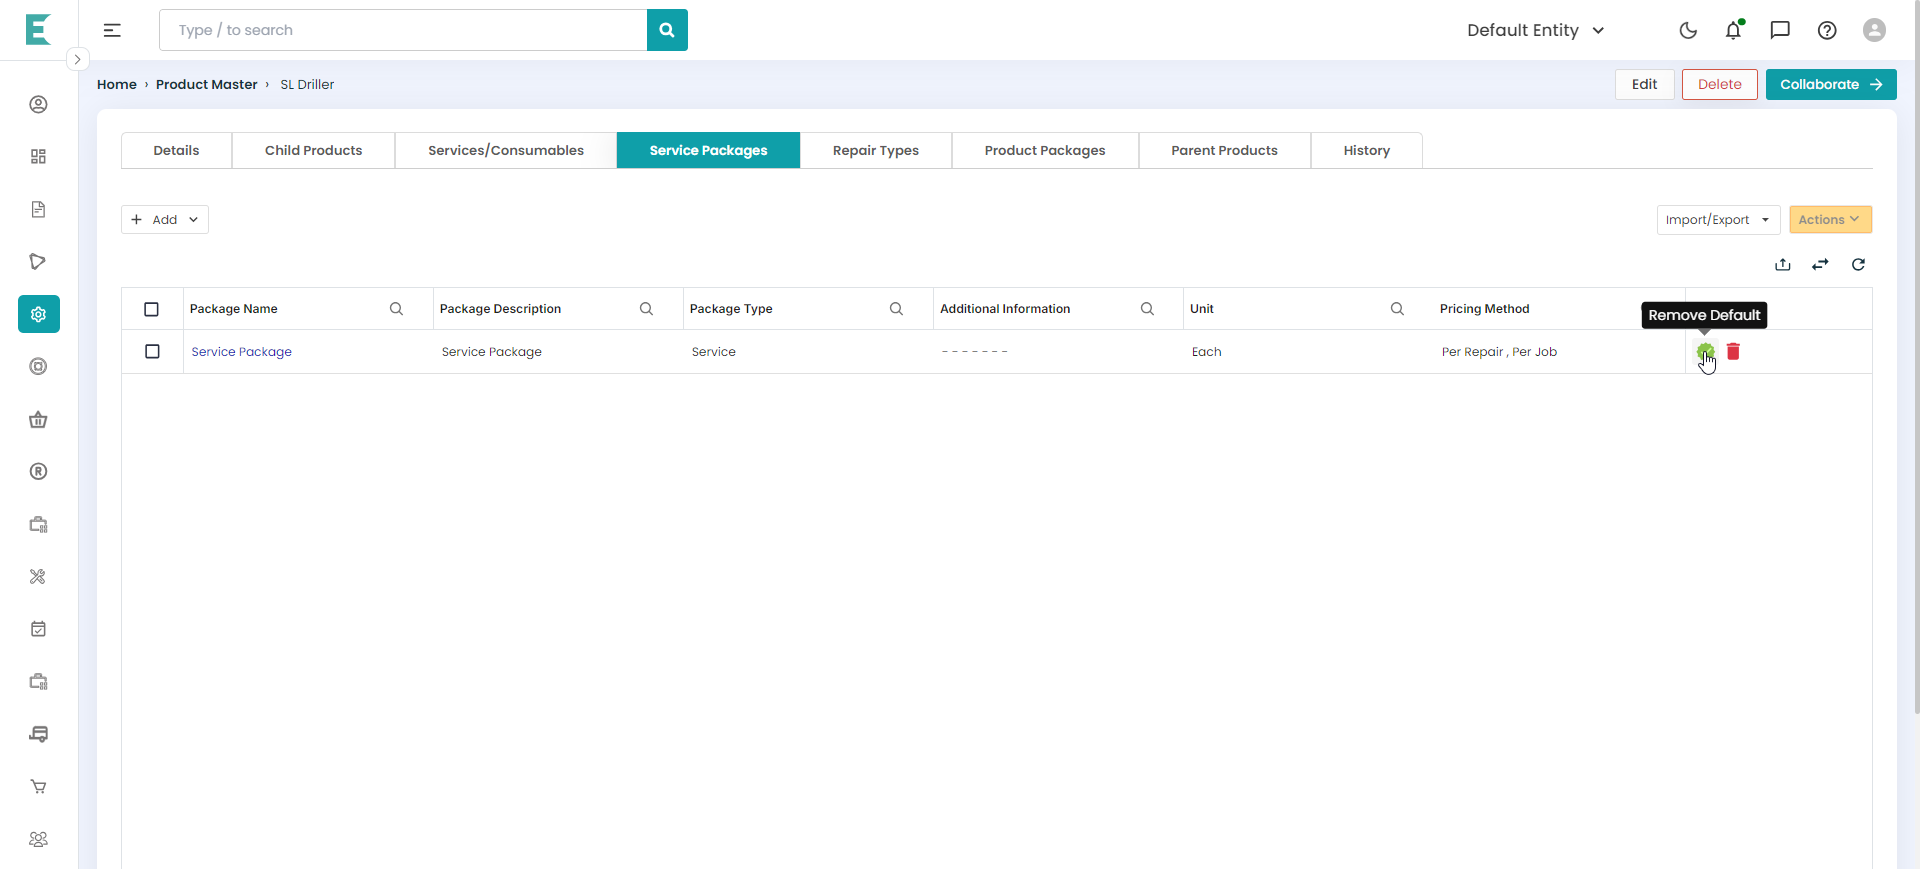 Type / to search
Default Entity
Home › Product Master › SL Driller
Edit
Delete
Collaborate
Details
Child Products
Services/Consumables
Service Packages
Repair Types
Product Packages
Parent Products
History
Add
Import/Export
Actions
Package Name
Package Description
Package Type
Additional Information
Unit
Pricing Method
Remove Default
Service Package
Service Package
Service
-------
Each
Per Repair , Per Job